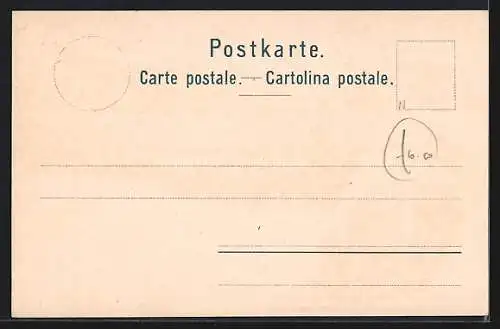 Postkarte.
Carte postale. — Cartolina postale.
N